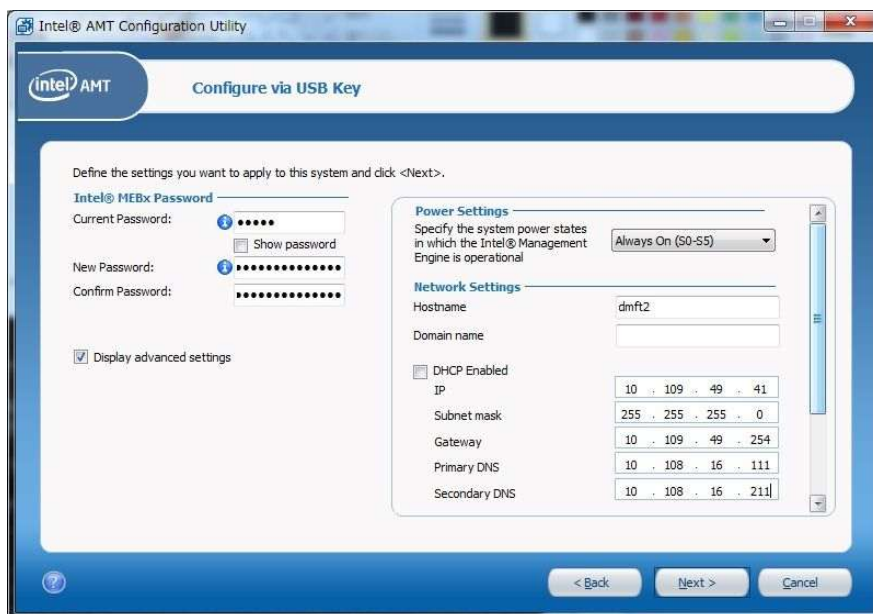 Intel® AMT Configuration Utility
intel AMT
Configure via USB Key
Define the settings you want to apply to this system and click <Next>.
Intel® MEBx Password
Current Password:
•••••
Show password
New Password:
••••••••••••••
Confirm Password:
••••••••••••••
Display advanced settings
Power Settings
Specify the system power states
in which the Intel® Management
Engine is operational
Always On (S0-S5)
Network Settings
Hostname
dmft2
Domain name
DHCP Enabled
IP
10 . 109 . 49 . 41
Subnet mask
255 . 255 . 255 . 0
Gateway
10 . 109 . 49 . 254
Primary DNS
10 . 108 . 16 . 111
Secondary DNS
10 . 108 . 16 . 211
?
< Back
Next >
Cancel